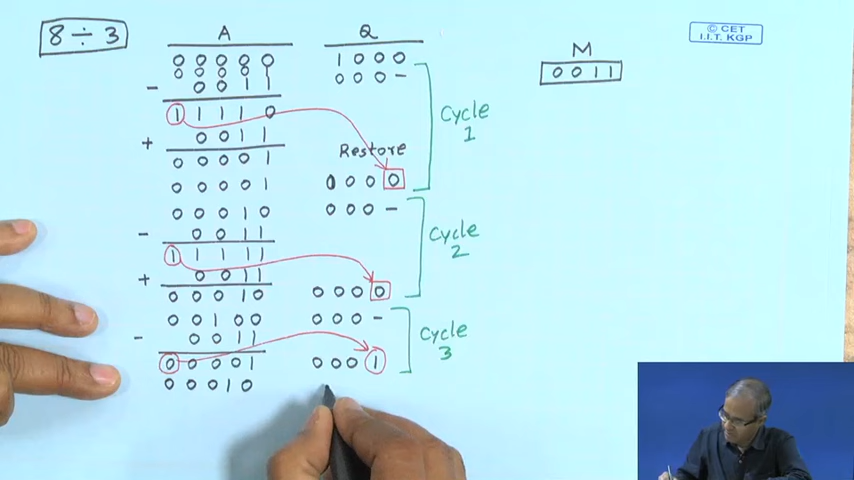 8 ÷ 3
A Q
© CET
I.I.T. KGP
M
0 0 1 1
0 0 0 0 0 1 0 0 0
0 0 0 0 1 0 0 0 –
– 0 0 1 1
1 1 1 1 0
Cycle
1
+ 0 0 1 1
0 0 0 0 1 Restore
0 0 0 0 1 0 0 0 0
0 0 0 1 0 0 0 0 –
– 0 0 1 1
Cycle
2
1 1 1 1 1
+ 0 0 1 1
0 0 0 1 0 0 0 0 0
0 0 1 0 0 0 0 0 –
– 0 0 1 1
Cycle
3
0 0 0 0 1 0 0 0 1
0 0 0 1 0